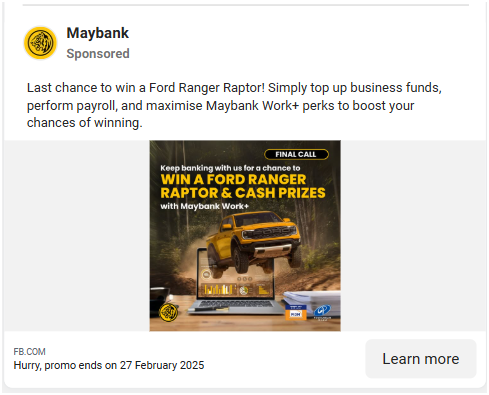 Maybank
Sponsored
Last chance to win a Ford Ranger Raptor! Simply top up business funds,
perform payroll, and maximise Maybank Work+ perks to boost your
chances of winning.
FINAL CALL
Keep banking with us for a chance to
WIN A FORD RANGER
RAPTOR & CASH PRIZES
with Maybank Work+
FB.COM
Hurry, promo ends on 27 February 2025
Learn more